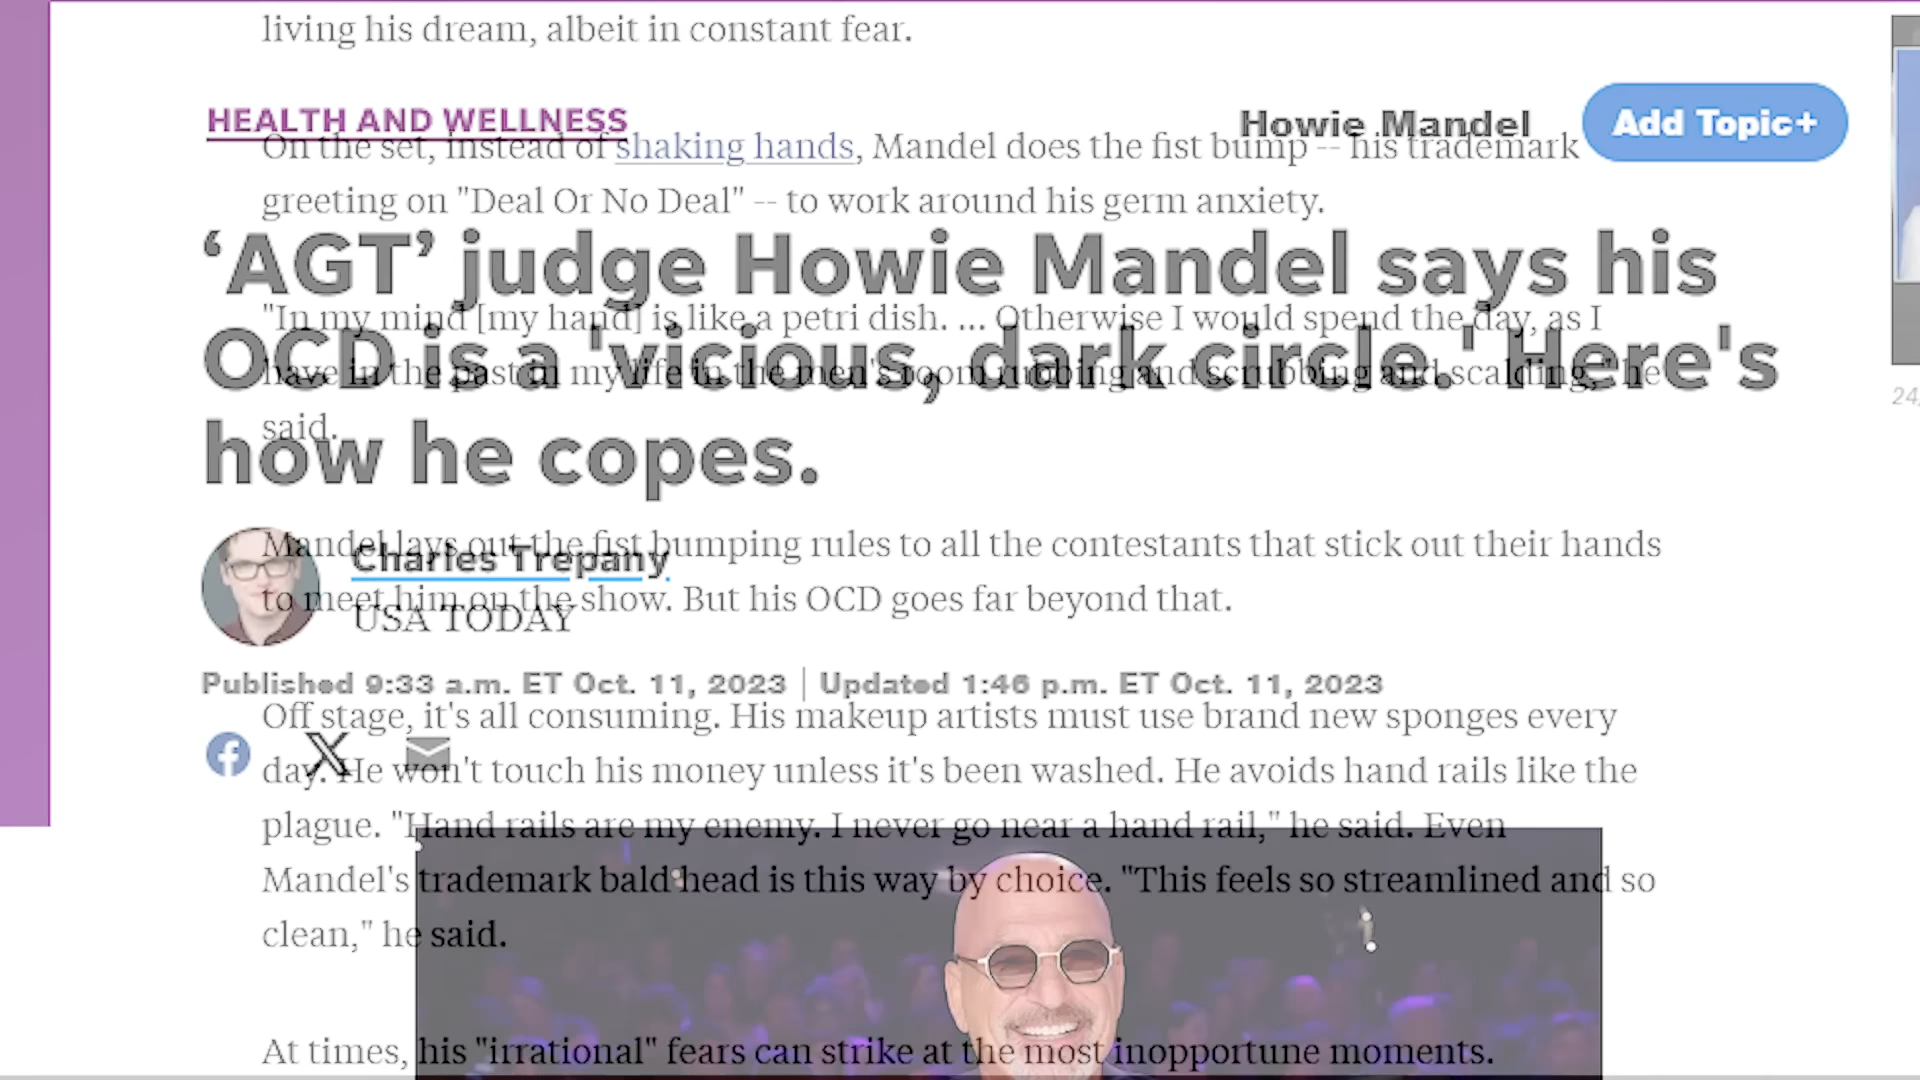 living his dream, albeit in constant fear.
HEALTH AND WELLNESS
Howie Mandel
Add Topic+
On the set, instead of shaking hands, Mandel does the fist bump -- his trademark
greeting on "Deal Or No Deal" -- to work around his germ anxiety.
‘AGT’ judge Howie Mandel says his
OCD is a 'vicious, dark circle.' Here's
how he copes.
"In my mind [my hand] is like a petri dish. ... Otherwise I would spend the day, as I
have in the past in my life in the men's room rubbing and scrubbing and scalding," he
said.
Mandel lays out the fist bumping rules to all the contestants that stick out their hands
to meet him on the show. But his OCD goes far beyond that.
Charles Trepany
USA TODAY
Published 9:33 a.m. ET Oct. 11, 2023 | Updated 1:46 p.m. ET Oct. 11, 2023
Off stage, it's all consuming. His makeup artists must use brand new sponges every
day. He won't touch his money unless it's been washed. He avoids hand rails like the
plague. "Hand rails are my enemy. I never go near a hand rail," he said. Even
Mandel's trademark bald head is this way by choice. "This feels so streamlined and so
clean," he said.
At times, his "irrational" fears can strike at the most inopportune moments.
24